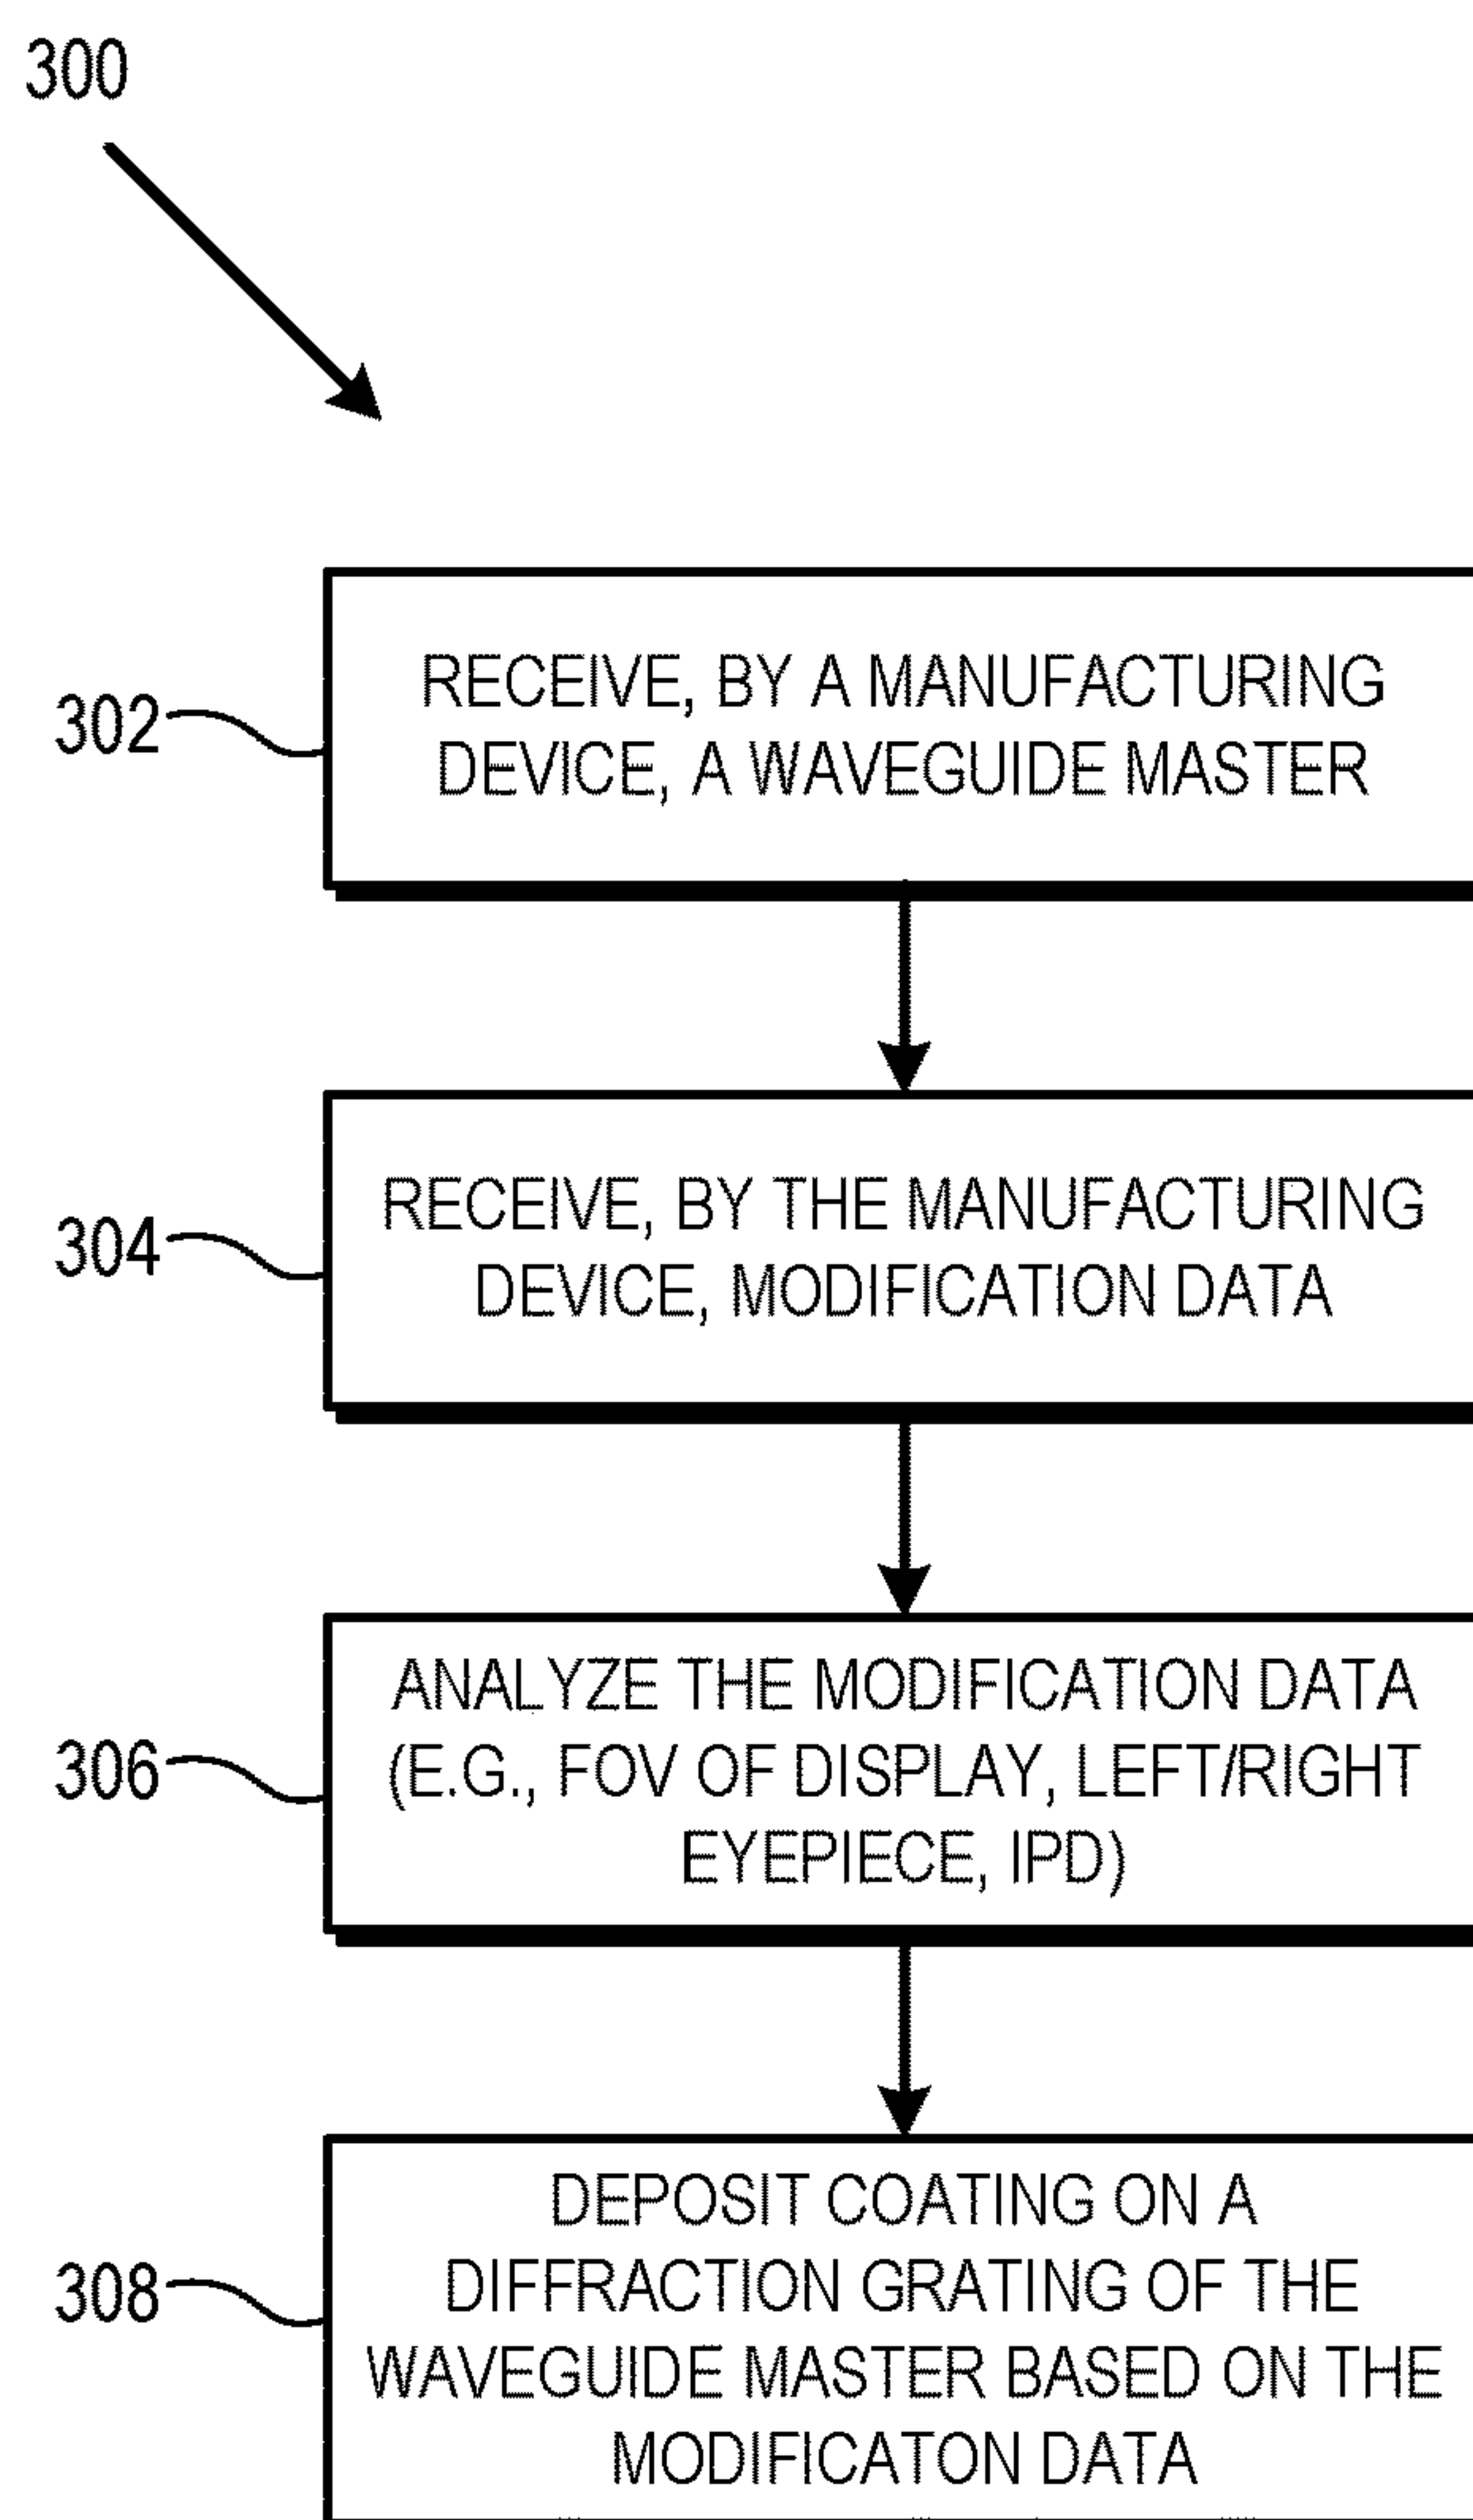 300
302
RECEIVE, BY A MANUFACTURING
DEVICE, A WAVEGUIDE MASTER
304
RECEIVE, BY THE MANUFACTURING
DEVICE, MODIFICATION DATA
306
ANALYZE THE MODIFICATION DATA
(E.G., FOV OF DISPLAY, LEFT/RIGHT
EYEPIECE, IPD)
308
DEPOSIT COATING ON A
DIFFRACTION GRATING OF THE
WAVEGUIDE MASTER BASED ON THE
MODIFICATON DATA